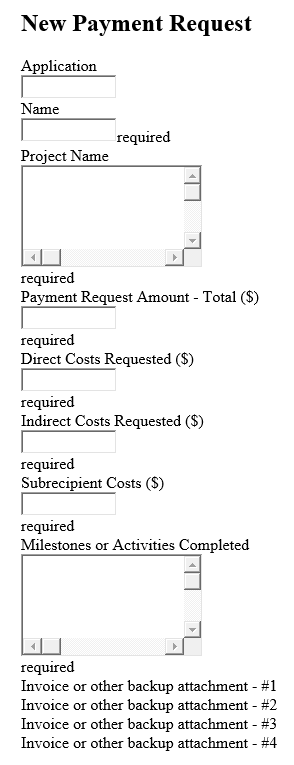 New Payment Request
Application
Name
required
Project Name
required
Payment Request Amount - Total ($)
required
Direct Costs Requested ($)
required
Indirect Costs Requested ($)
required
Subrecipient Costs ($)
required
Milestones or Activities Completed
required
Invoice or other backup attachment - #1
Invoice or other backup attachment - #2
Invoice or other backup attachment - #3
Invoice or other backup attachment - #4